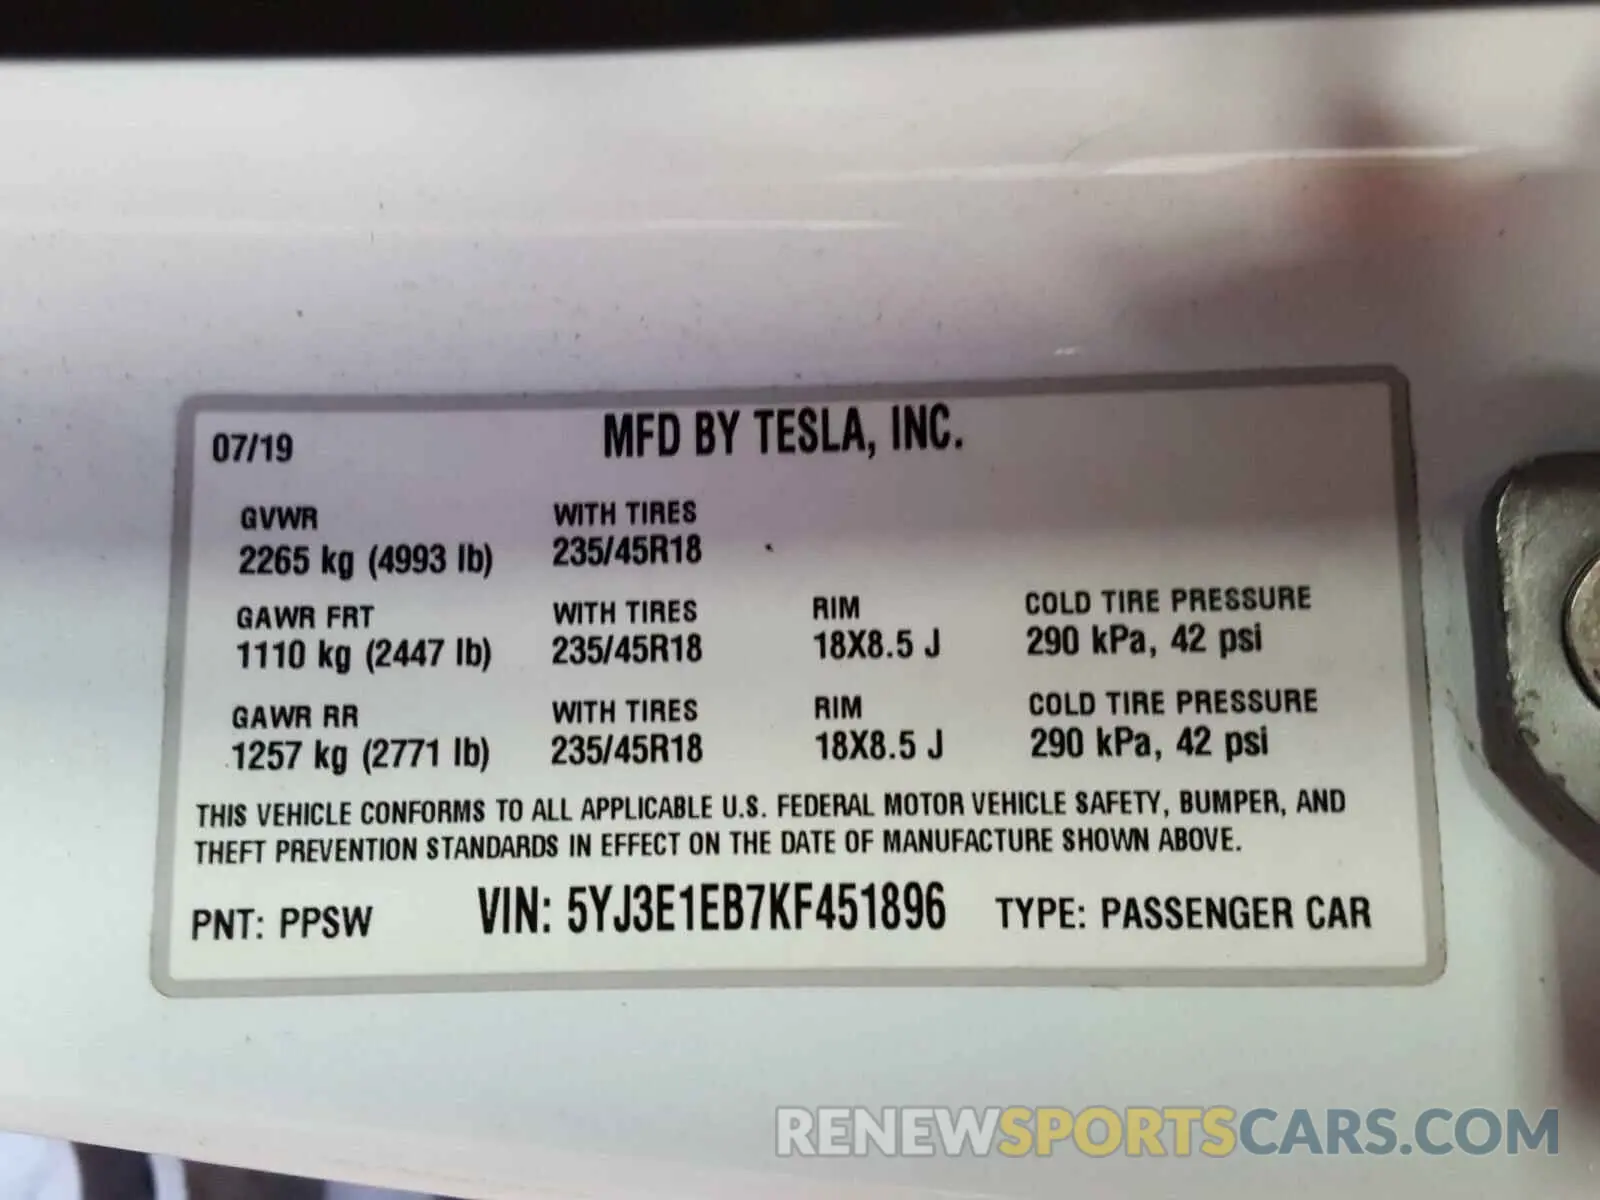 07/19 MFD BY TESLA, INC.
GVWR WITH TIRES
2265 kg (4993 lb) 235/45R18
GAWR FRT WITH TIRES RIM COLD TIRE PRESSURE
1110 kg (2447 lb) 235/45R18 18X8.5 J 290 kPa, 42 psi
GAWR RR WITH TIRES RIM COLD TIRE PRESSURE
1257 kg (2771 lb) 235/45R18 18X8.5 J 290 kPa, 42 psi
THIS VEHICLE CONFORMS TO ALL APPLICABLE U.S. FEDERAL MOTOR VEHICLE SAFETY, BUMPER, AND
THEFT PREVENTION STANDARDS IN EFFECT ON THE DATE OF MANUFACTURE SHOWN ABOVE.
PNT: PPSW VIN: 5YJ3E1EB7KF451896 TYPE: PASSENGER CAR
RENEWSPORTSCARS.COM